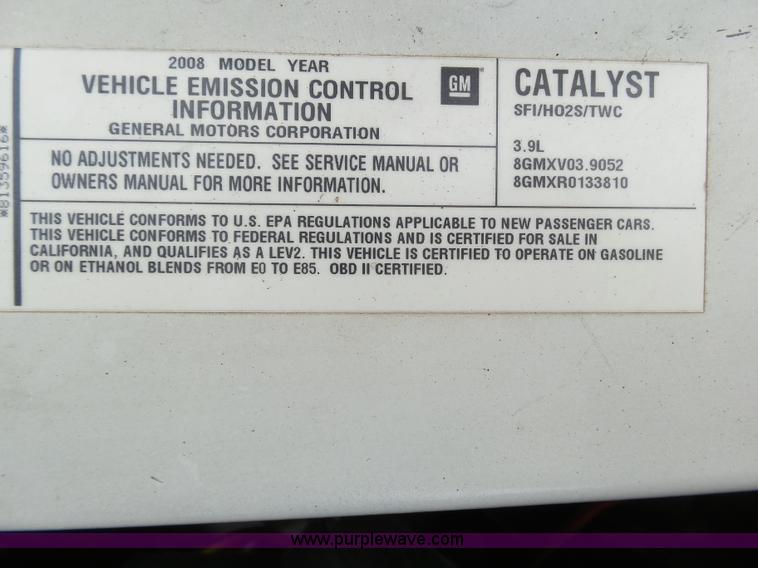 2008 MODEL YEAR
VEHICLE EMISSION CONTROL
INFORMATION
GENERAL MOTORS CORPORATION
GM
CATALYST
SFI/HO2S/TWC
3.9L
8GMXV03.9052
8GMXR0133810
NO ADJUSTMENTS NEEDED. SEE SERVICE MANUAL OR
OWNERS MANUAL FOR MORE INFORMATION.
THIS VEHICLE CONFORMS TO U.S. EPA REGULATIONS APPLICABLE TO NEW PASSENGER CARS.
THIS VEHICLE CONFORMS TO FEDERAL REGULATIONS AND IS CERTIFIED FOR SALE IN
CALIFORNIA, AND QUALIFIES AS A LEV2. THIS VEHICLE IS CERTIFIED TO OPERATE ON GASOLINE
OR ON ETHANOL BLENDS FROM E0 TO E85. OBD II CERTIFIED.
*81359616*
www.purplewave.com